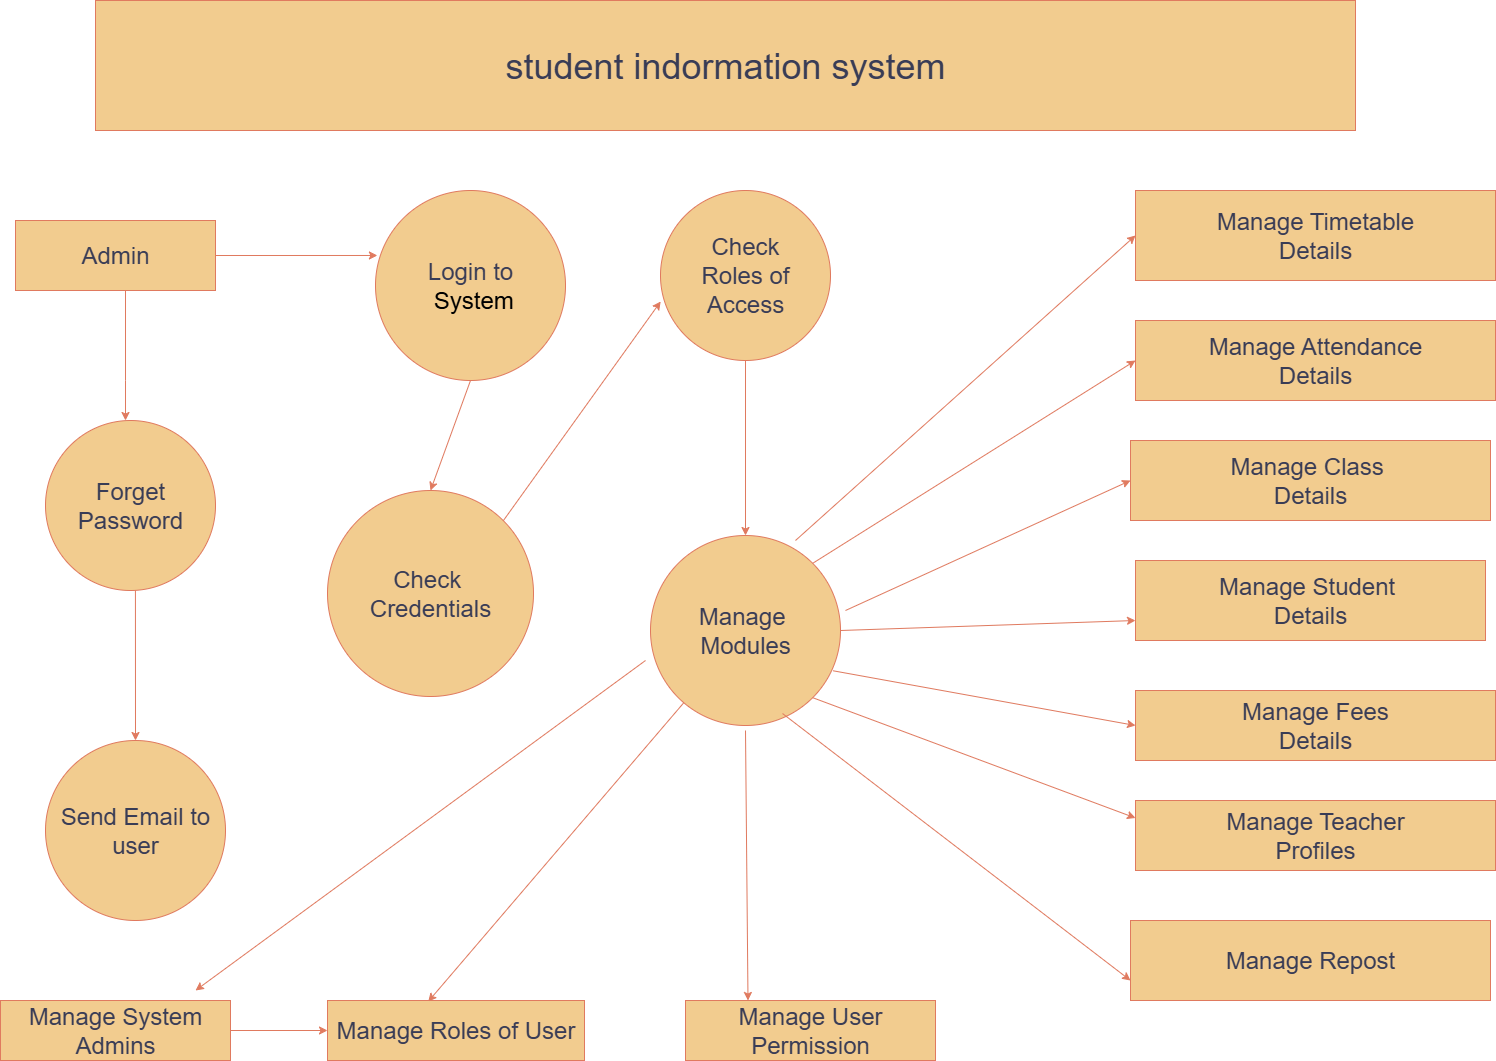 student indormation system
Admin
Login to
System
Check
Roles of
Access
Manage Timetable
Details
Manage Attendance
Details
Manage Class
Details
Forget
Password
Check
Credentials
Manage
Modules
Manage Student
Details
Manage Fees
Details
Send Email to
user
Manage Teacher
Profiles
Manage Repost
Manage System
Admins
Manage Roles of User
Manage User
Permission